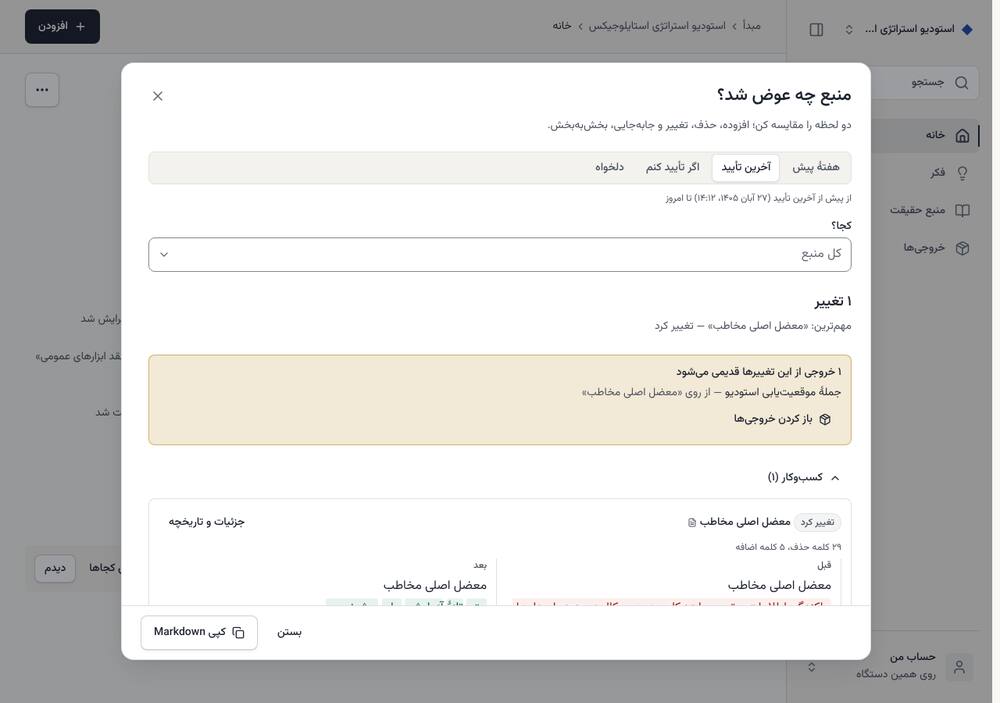 استودیو استراتژی ا...
مبدأ › استودیو استراتژی استایلوجیکس › خانه
افزودن
جستجو
خانه
فکر
منبع حقیقت
خروجی‌ها
منبع چه عوض شد؟
دو لحظه را مقایسه کن؛ افزوده، حذف، تغییر و جابه‌جایی، بخش‌به‌بخش.
هفتهٔ پیش
آخرین تأیید
اگر تأیید کنم
دلخواه
از پیش از آخرین تأیید (۲۷ آبان ۱۴۰۵، ۱۴:۱۲) تا امروز
کجا؟
کل منبع
۱ تغییر
مهم‌ترین: «معضل اصلی مخاطب» — تغییر کرد
۱ خروجی از این تغییرها قدیمی می‌شود
جملهٔ موقعیت‌یابی استودیو — از روی «معضل اصلی مخاطب»
باز کردن خروجی‌ها
کسب‌وکار (۱)
تغییر کرد معضل اصلی مخاطب
جزئیات و تاریخچه
۲۹ کلمه حذف، ۵ کلمه اضافه
قبل
معضل اصلی مخاطب
بعد
معضل اصلی مخاطب
بستن
کپی Markdown
شد
ابزارهای عمومی»
ت شد
کجاها
دیدم
حساب من
روی همین دستگاه